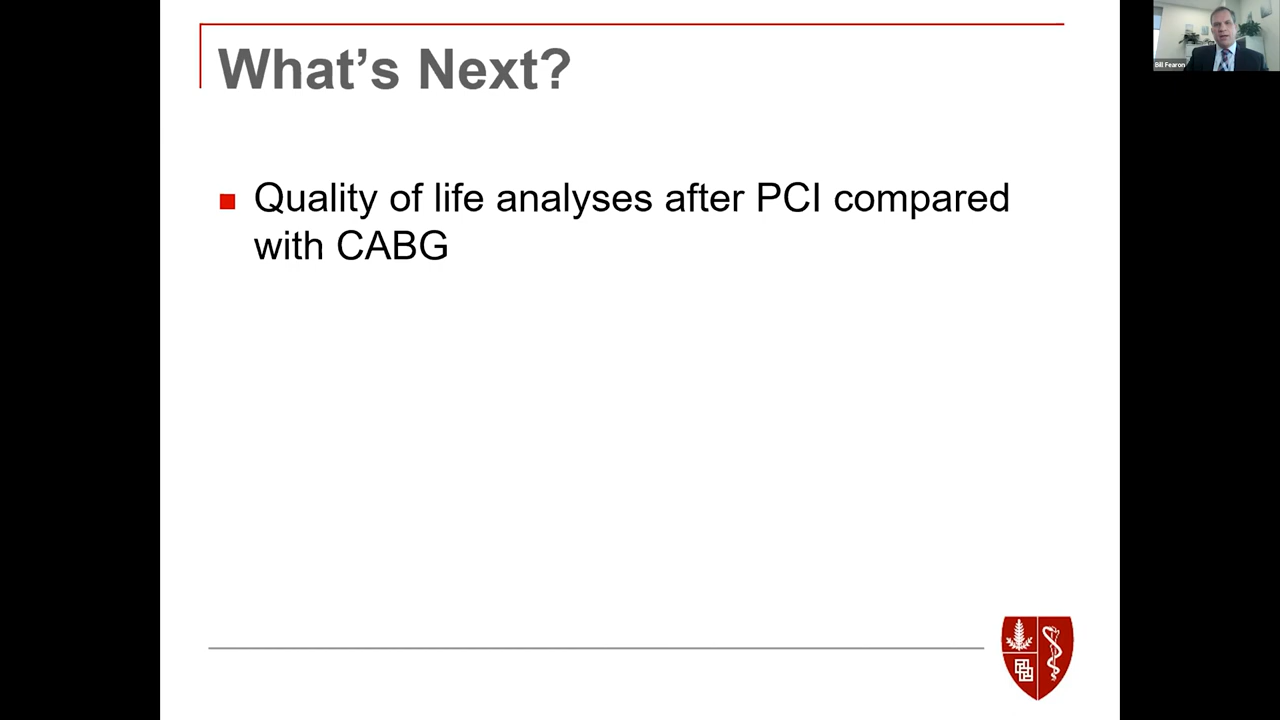 What's Next?
Quality of life analyses after PCI compared
with CABG
Bill Fearon